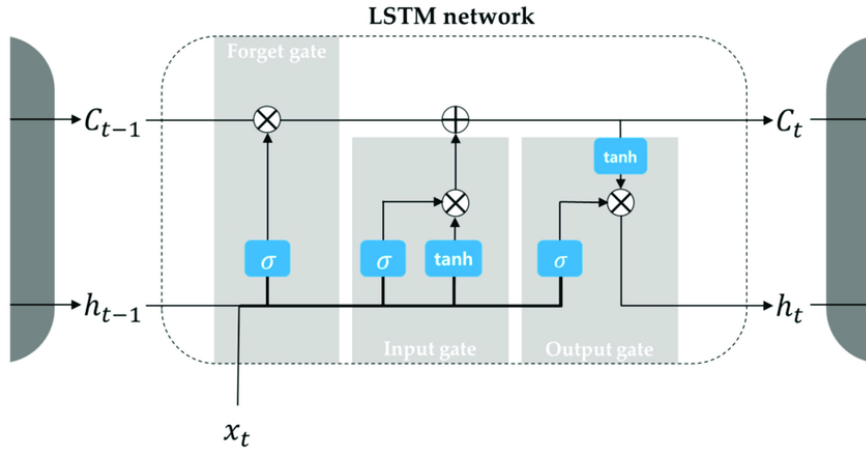 LSTM network
Forget gate
C_{t-1}
C_t
tanh
σ
σ
tanh
σ
h_{t-1}
h_t
Input gate
Output gate
x_t